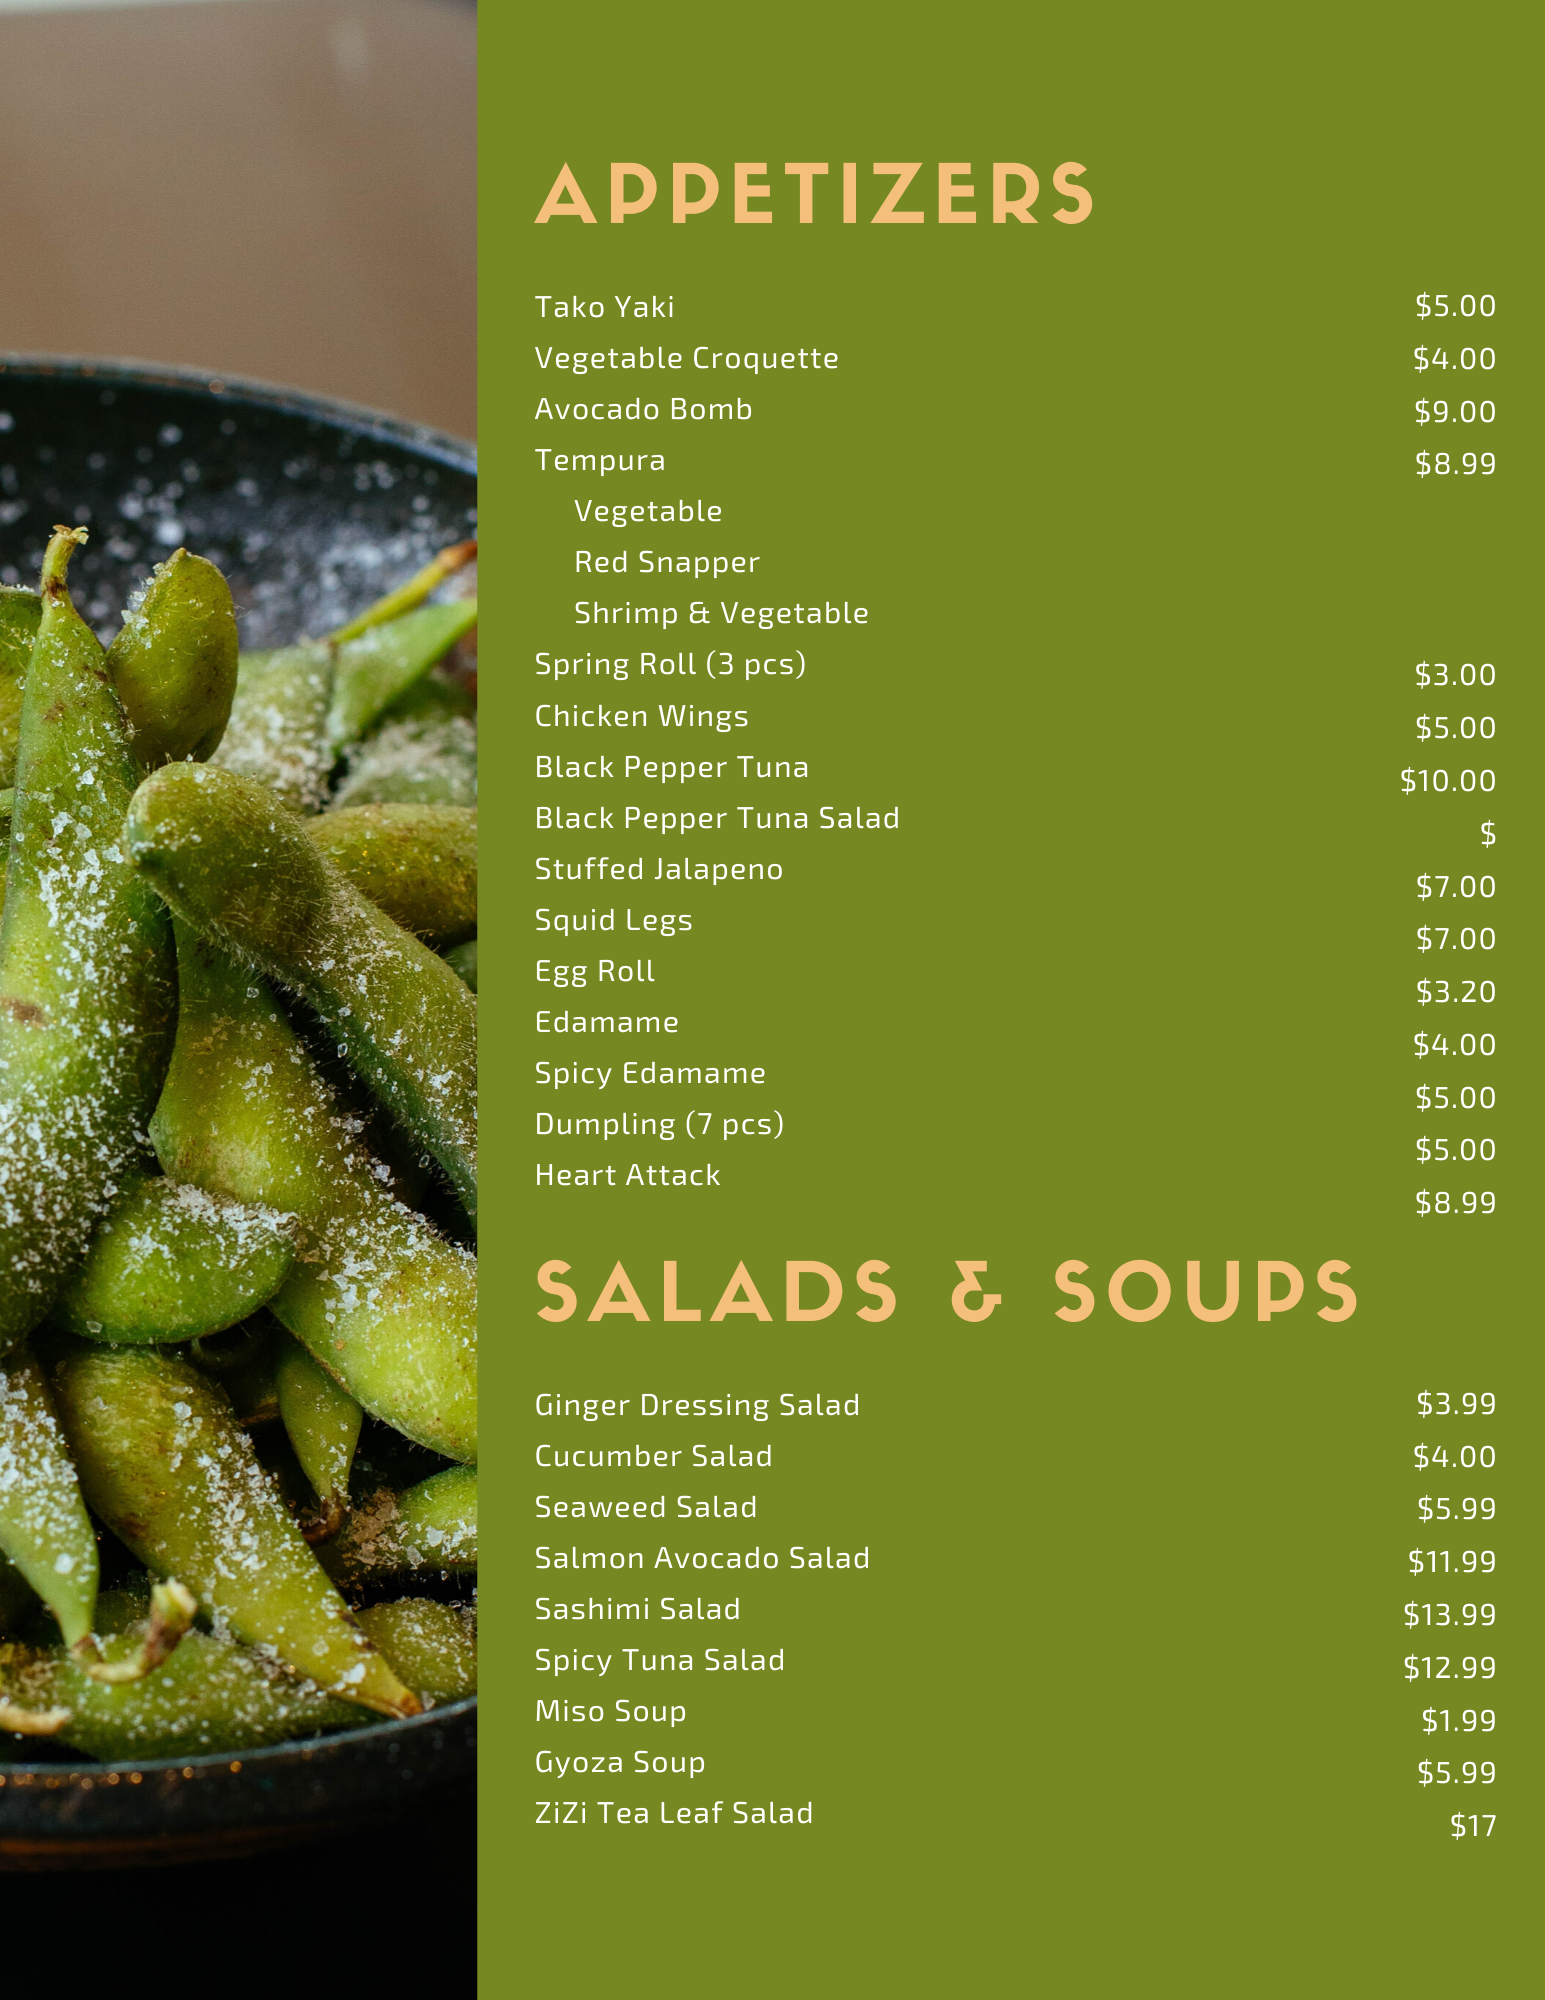 APPETIZERS
Tako Yaki $5.00
Vegetable Croquette $4.00
Avocado Bomb $9.00
Tempura $8.99
Vegetable
Red Snapper
Shrimp & Vegetable
Spring Roll (3 pcs) $3.00
Chicken Wings $5.00
Black Pepper Tuna $10.00
Black Pepper Tuna Salad $
Stuffed Jalapeno $7.00
Squid Legs $7.00
Egg Roll $3.20
Edamame $4.00
Spicy Edamame $5.00
Dumpling (7 pcs) $5.00
Heart Attack $8.99
SALADS & SOUPS
Ginger Dressing Salad $3.99
Cucumber Salad $4.00
Seaweed Salad $5.99
Salmon Avocado Salad $11.99
Sashimi Salad $13.99
Spicy Tuna Salad $12.99
Miso Soup $1.99
Gyoza Soup $5.99
ZiZi Tea Leaf Salad $17